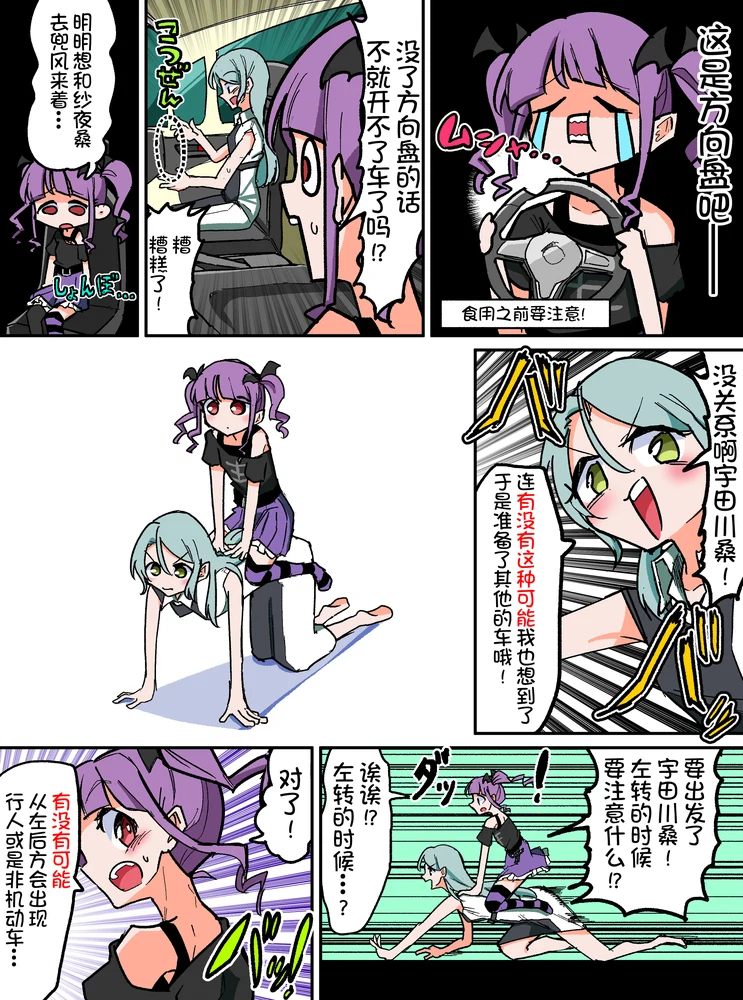 这是方向盘吧——
ムシャ…
食用之前要注意!
没了方向盘的话
不就开不了车了吗!?
こつぜん
糟
糟糕了!
明明想和纱夜桑
去兜风来着…
しょんぼ…
没关系啊宇田川桑!
バ
バ
バ
连有没有这种可能我也想到了
于是准备了其他的车哦!
要出发了
宇田川桑!
左转的时候
要注意什么!?
!
ダッ
诶诶!?
左转的时候
…?
对了!
有没有可能
从左后方会出现
行人或是非机动车…
バッ!